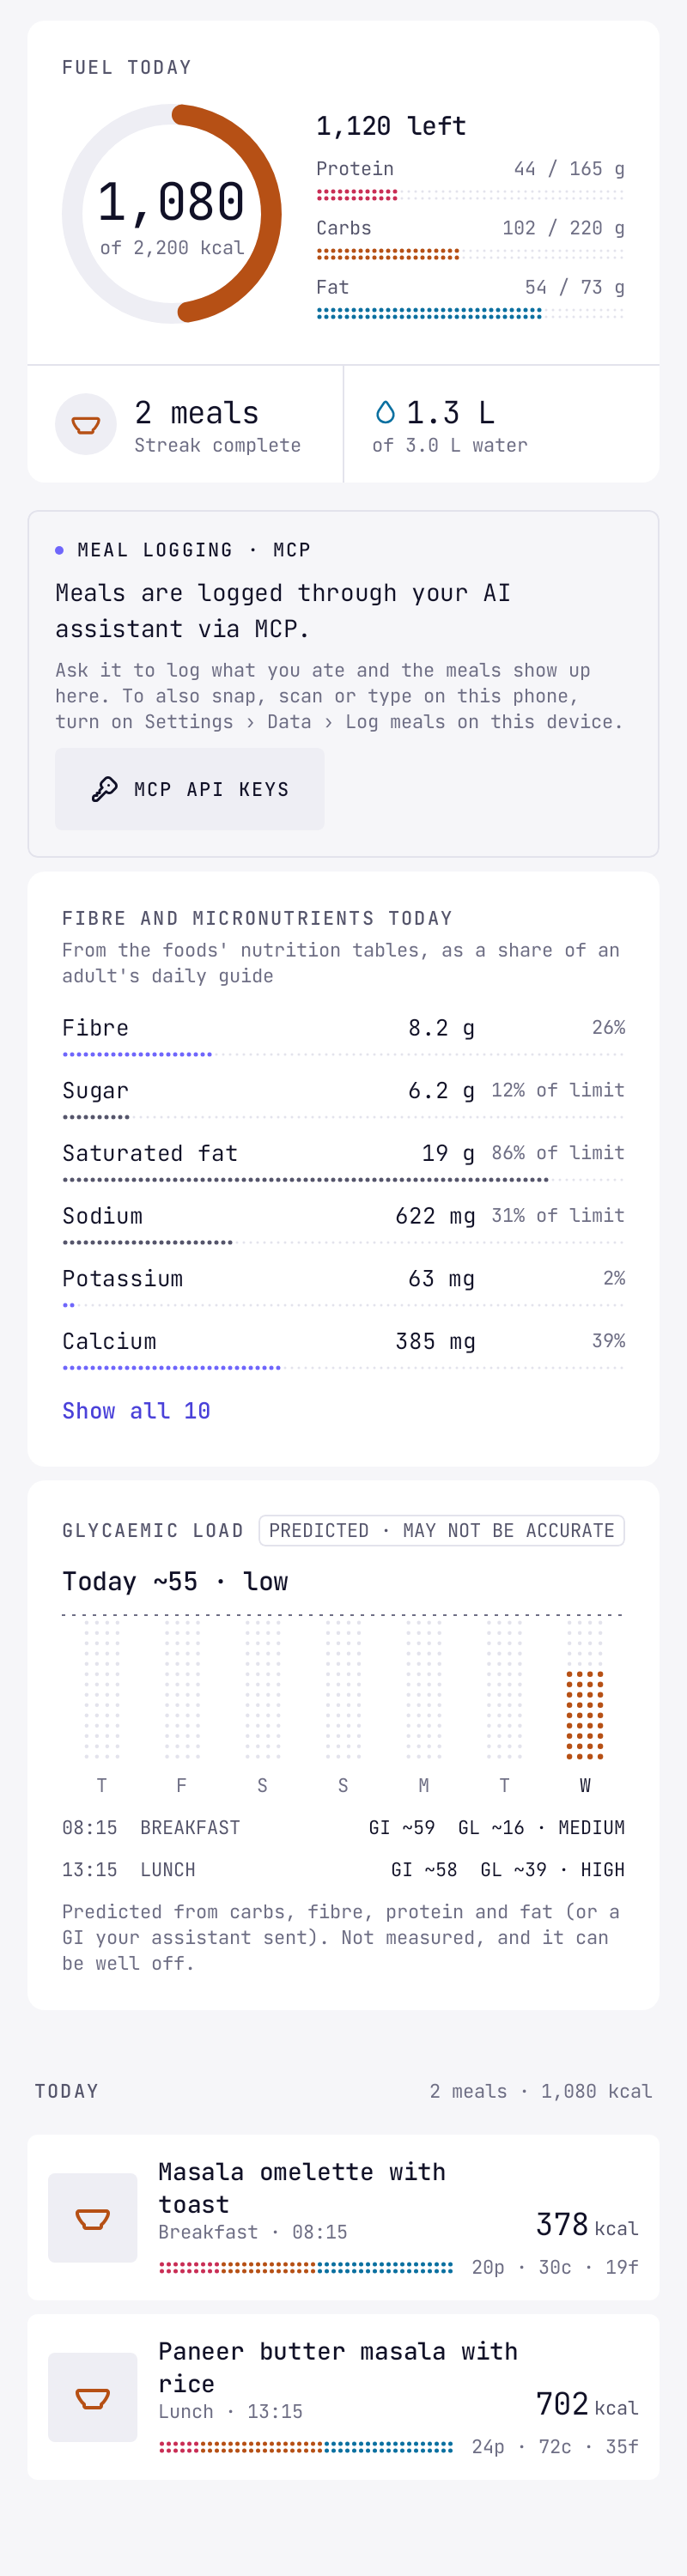 FUEL TODAY
1,080
of 2,200 kcal
1,120 left
Protein 44 / 165 g
Carbs 102 / 220 g
Fat 54 / 73 g
2 meals
Streak complete
1.3 L
of 3.0 L water
MEAL LOGGING · MCP
Meals are logged through your AI
assistant via MCP.
Ask it to log what you ate and the meals show up
here. To also snap, scan or type on this phone,
turn on Settings › Data › Log meals on this device.
MCP API KEYS
FIBRE AND MICRONUTRIENTS TODAY
From the foods' nutrition tables, as a share of an
adult's daily guide
Fibre 8.2 g 26%
Sugar 6.2 g 12% of limit
Saturated fat 19 g 86% of limit
Sodium 622 mg 31% of limit
Potassium 63 mg 2%
Calcium 385 mg 39%
Show all 10
GLYCAEMIC LOAD PREDICTED · MAY NOT BE ACCURATE
Today ~55 · low
T F S S M T W
08:15 BREAKFAST GI ~59 GL ~16 · MEDIUM
13:15 LUNCH GI ~58 GL ~39 · HIGH
Predicted from carbs, fibre, protein and fat (or a
GI your assistant sent). Not measured, and it can
be well off.
TODAY 2 meals · 1,080 kcal
Masala omelette with
toast
Breakfast · 08:15
378 kcal
20p · 30c · 19f
Paneer butter masala with
rice
Lunch · 13:15
702 kcal
24p · 72c · 35f